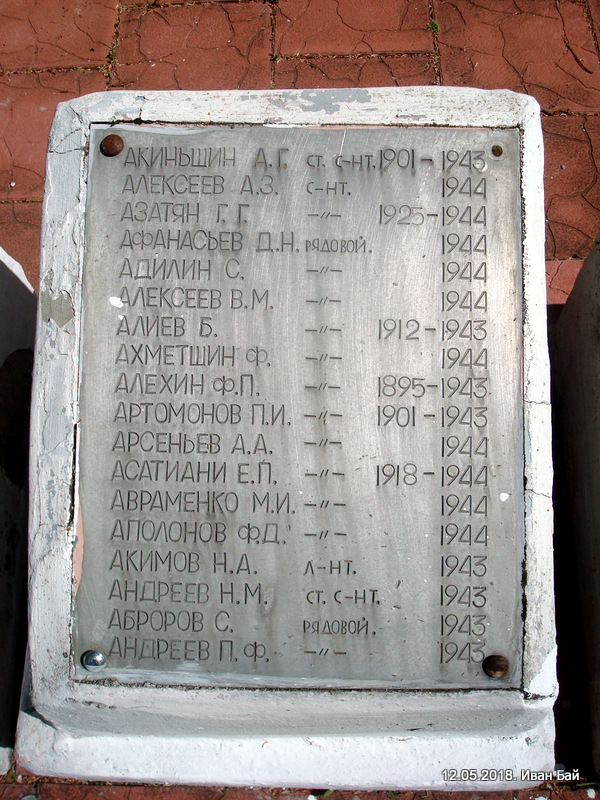 АКИНЬШИН А.Г. СТ. С-НТ. 1901-1943
АЛЕКСЕЕВ А.З. С-НТ. 1944
АЗАТЯН Г.Г. -"- 1925-1944
АФАНАСЬЕВ Д.Н. РЯДОВОЙ. 1944
АДИЛИН С. -"- 1944
АЛЕКСЕЕВ В.М. -"- 1944
АЛИЕВ Б. -"- 1912-1943
АХМЕТШИН Ф. -"- 1944
АЛЕХИН Ф.П. -"- 1895-1943
АРТОМОНОВ П.И. -"- 1901-1943
АРСЕНЬЕВ А.А. -"- 1944
АСАТИАНИ Е.П. -"- 1918-1944
АВРАМЕНКО М.И. -"- 1944
АПОЛОНОВ Ф.Д. -"- 1944
АКИМОВ Н.А. Л-НТ. 1943
АНДРЕЕВ Н.М. СТ. С-НТ. 1943
АБРОРОВ С. РЯДОВОЙ. 1943
АНДРЕЕВ П.Ф. -"- 1943
12.05.2018. Иван Бай